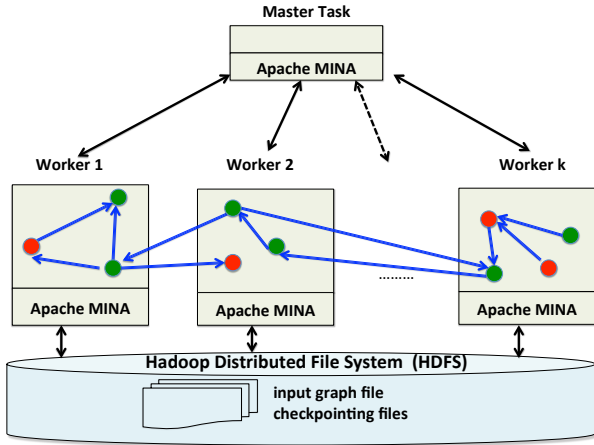 Master Task
Apache MINA
Worker 1
Worker 2
Worker k
.........
Apache MINA
Apache MINA
Apache MINA
Hadoop Distributed File System (HDFS)
input graph file
checkpointing files